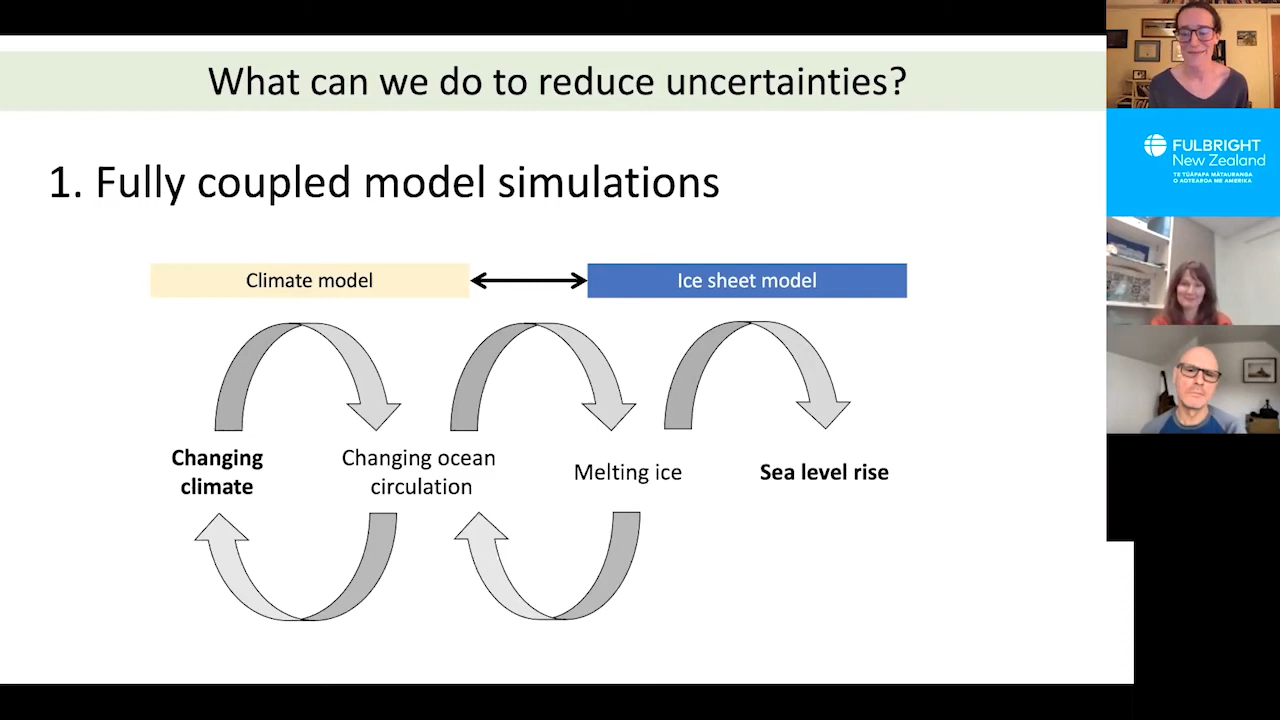 What can we do to reduce uncertainties?
1. Fully coupled model simulations
Climate model
Ice sheet model
Changing
climate
Changing ocean
circulation
Melting ice
Sea level rise
FULBRIGHT
New Zealand
TE TŪĀPAPA MĀTAURANGA
O AOTEAROA ME AMERIKA